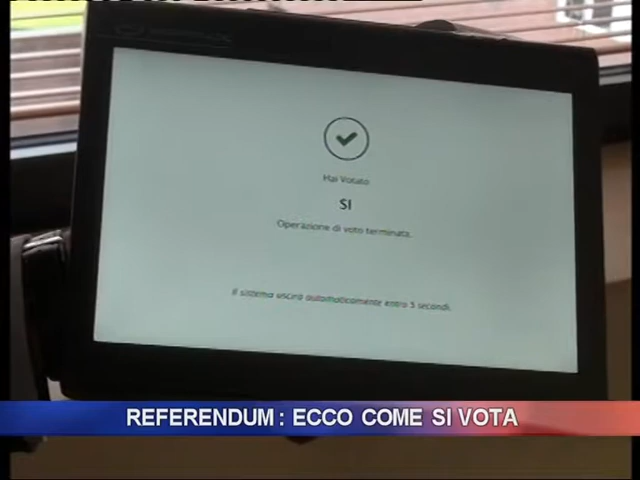 Hai Votato
SI
Operazione di voto terminata.
Il sistema uscirà automaticamente entro 5 secondi.
REFERENDUM: ECCO COME SI VOTA